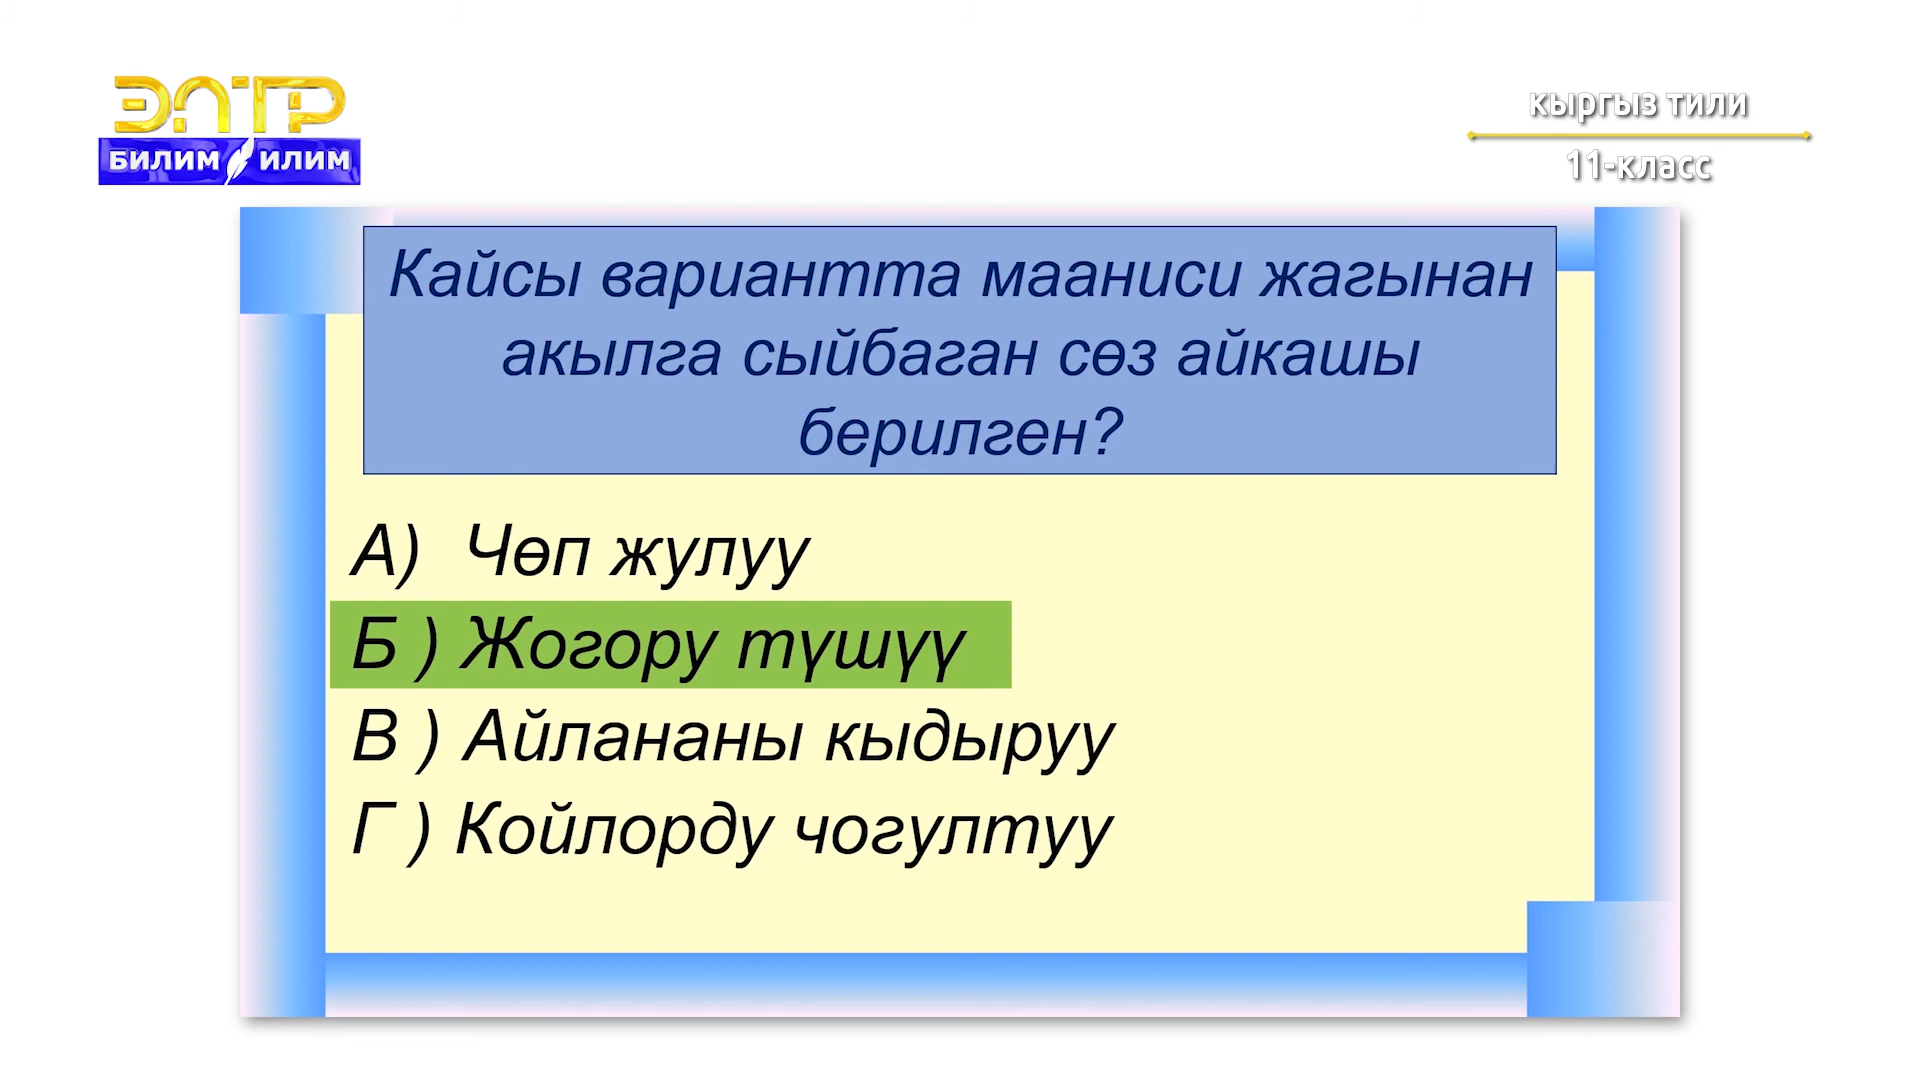 ЭЛТР
БИЛИМ ИЛИМ
кыргыз тили
11-класс
Кайсы вариантта мааниси жагынан
акылга сыйбаган сөз айкашы
берилген?
А) Чөп жулуу
Б ) Жогору түшүү
В ) Айлананы кыдыруу
Г ) Койлорду чогултуу